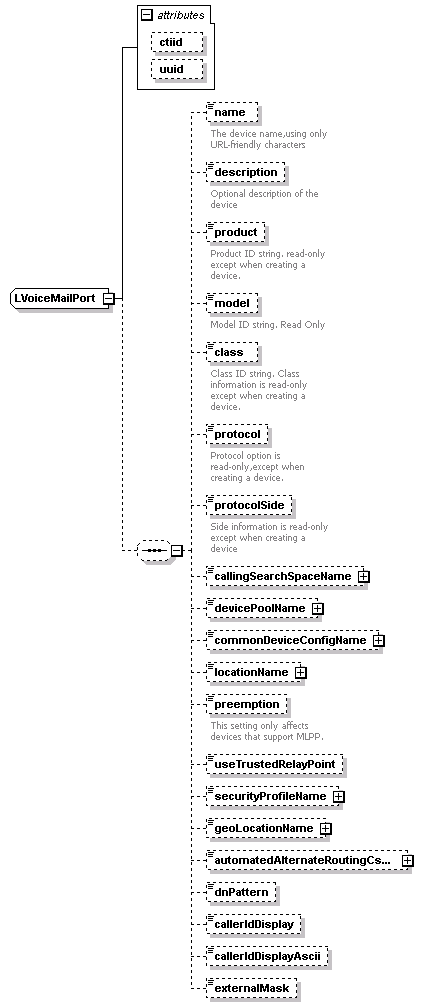 attributes
ctiid
uuid
LVoiceMailPort
name
The device name,using only
URL-friendly characters
description
Optional description of the
device
product
Product ID string. read-only
except when creating a
device.
model
Model ID string. Read Only
class
Class ID string. Class
information is read-only
except when creating a
device.
protocol
Protocol option is
read-only,except when
creating a device.
protocolSide
Side information is read-only
except when creating a
device
callingSearchSpaceName
devicePoolName
commonDeviceConfigName
locationName
preemption
This setting only affects
devices that support MLPP.
useTrustedRelayPoint
securityProfileName
geoLocationName
automatedAlternateRoutingCs...
dnPattern
callerIdDisplay
callerIdDisplayAscii
externalMask